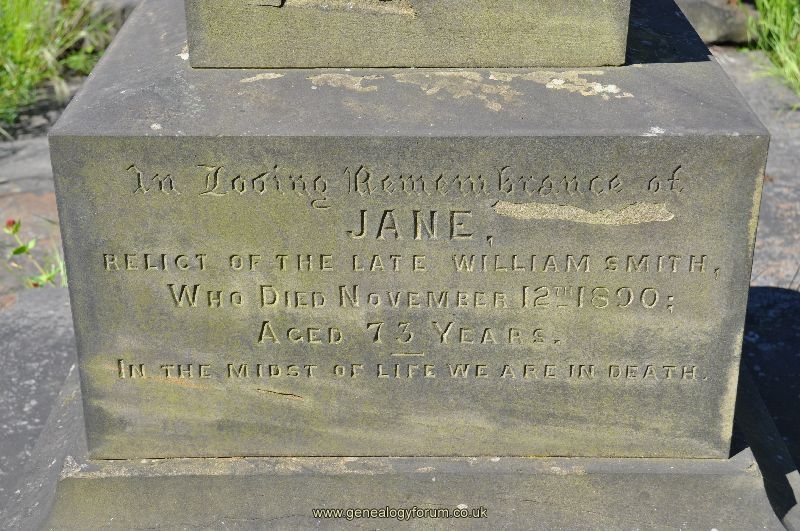 In Loving Remembrance of
JANE,
RELICT OF THE LATE WILLIAM SMITH,
WHO DIED NOVEMBER 12TH 1890;
AGED 73 YEARS.
IN THE MIDST OF LIFE WE ARE IN DEATH.
www.genealogyforum.co.uk